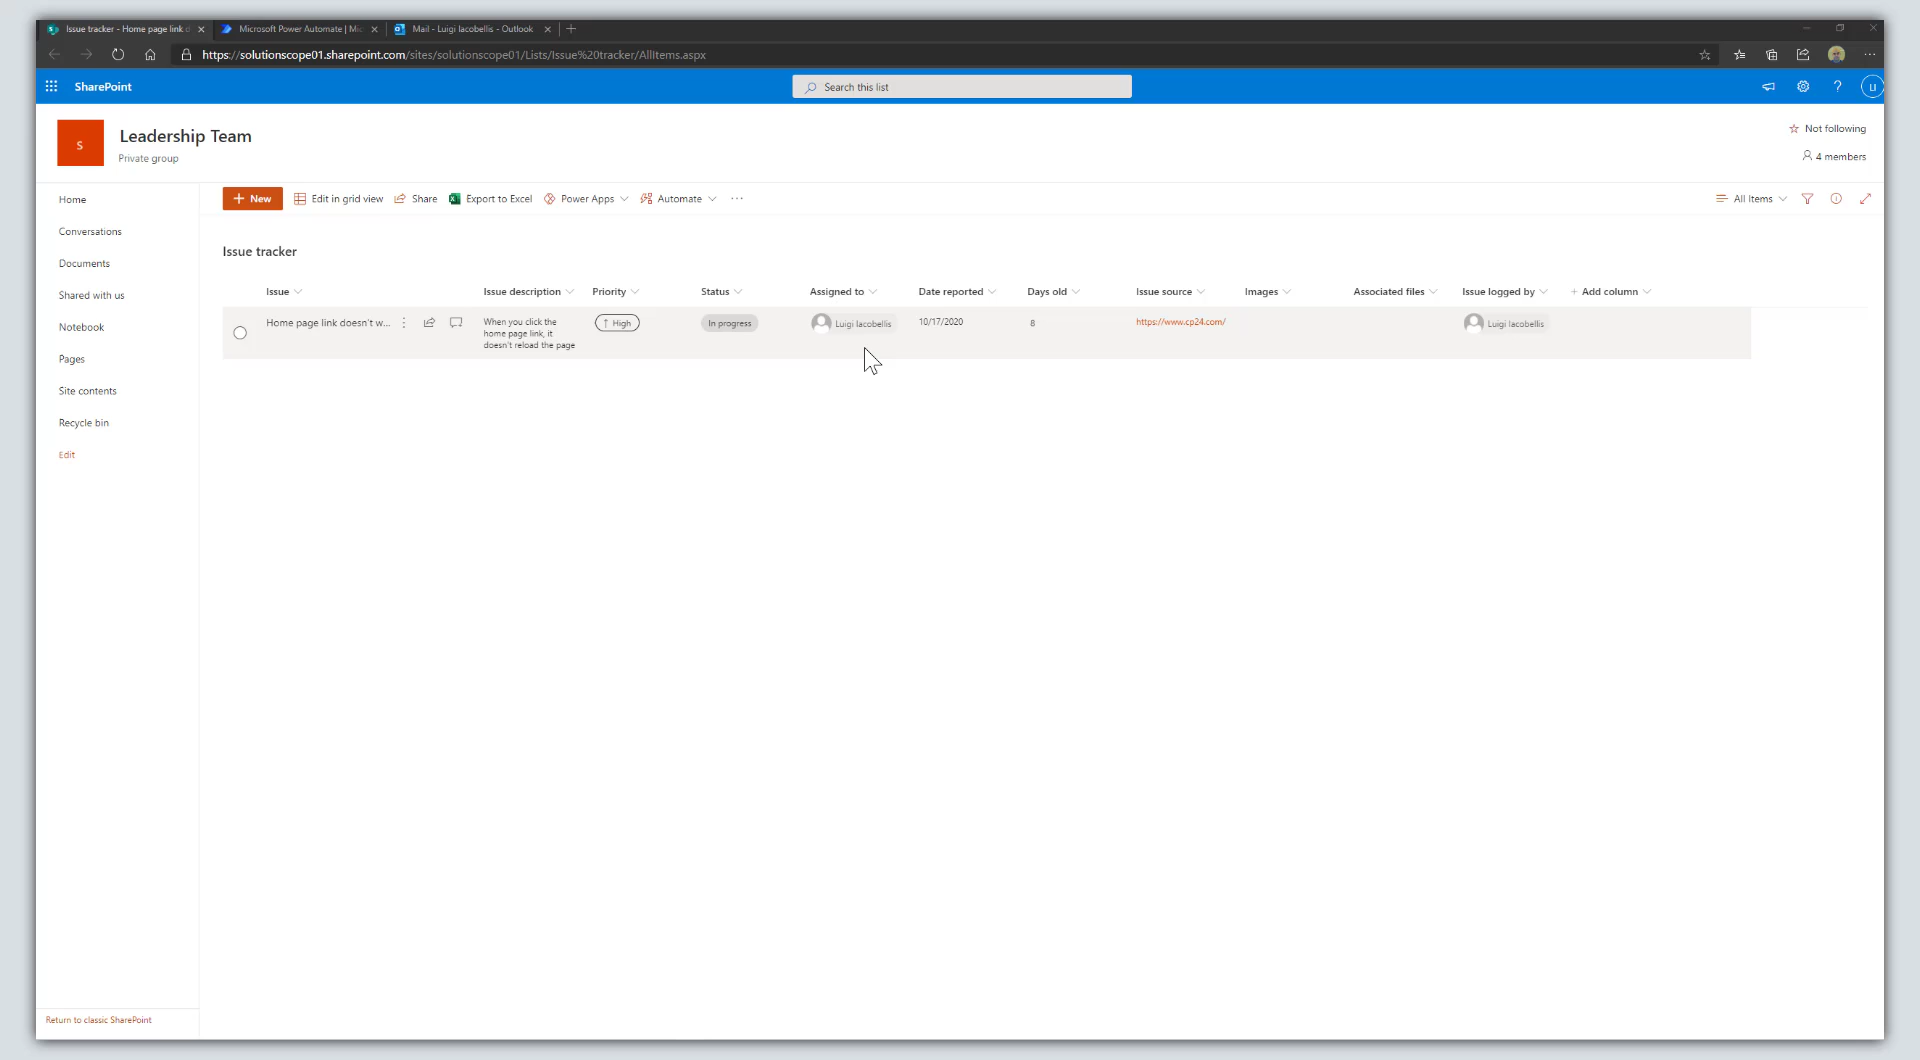 Issue tracker - Home page link d
Microsoft Power Automate | Mic
Mail - Luigi Iacobellis - Outlook
https://solutionscope01.sharepoint.com/sites/solutionscope01/Lists/Issue%20tracker/AllItems.aspx
SharePoint
Search this list
?
LI
S
Leadership Team
Private group
Not following
4 members
Home
Conversations
Documents
Shared with us
Notebook
Pages
Site contents
Recycle bin
Edit
Return to classic SharePoint
+ New
Edit in grid view
Share
Export to Excel
Power Apps
Automate
All Items
Issue tracker
Issue
Issue description
Priority
Status
Assigned to
Date reported
Days old
Issue source
Images
Associated files
Issue logged by
+ Add column
Home page link doesn't w...
When you click the
home page link, it
doesn't reload the page
↑ High
In progress
Luigi Iacobellis
10/17/2020
8
https://www.cp24.com/
Luigi Iacobellis